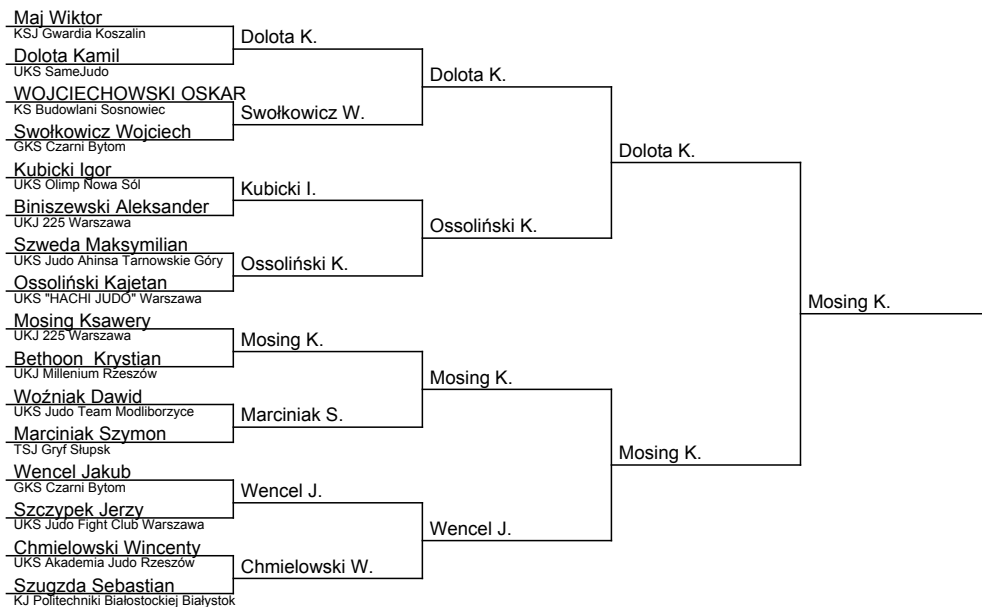 Maj Wiktor
KSJ Gwardia Koszalin
Dolota Kamil
UKS SameJudo
WOJCIECHOWSKI OSKAR
KS Budowlani Sosnowiec
Swołkowicz Wojciech
GKS Czarni Bytom
Kubicki Igor
UKS Olimp Nowa Sól
Biniszewski Aleksander
UKJ 225 Warszawa
Szweda Maksymilian
UKS Judo Ahinsa Tarnowskie Góry
Ossoliński Kajetan
UKS "HACHI JUDO" Warszawa
Mosing Ksawery
UKJ 225 Warszawa
Bethoon  Krystian
UKJ Millenium Rzeszów
Woźniak Dawid
UKS Judo Team Modliborzyce
Marciniak Szymon
TSJ Gryf Słupsk
Wencel Jakub
GKS Czarni Bytom
Szczypek Jerzy
UKS Judo Fight Club Warszawa
Chmielowski Wincenty
UKS Akademia Judo Rzeszów
Szugzda Sebastian
KJ Politechniki Białostockiej Białystok
Dolota K.
Swołkowicz W.
Kubicki I.
Ossoliński K.
Mosing K.
Marciniak S.
Wencel J.
Chmielowski W.
Dolota K.
Ossoliński K.
Mosing K.
Wencel J.
Dolota K.
Mosing K.
Mosing K.